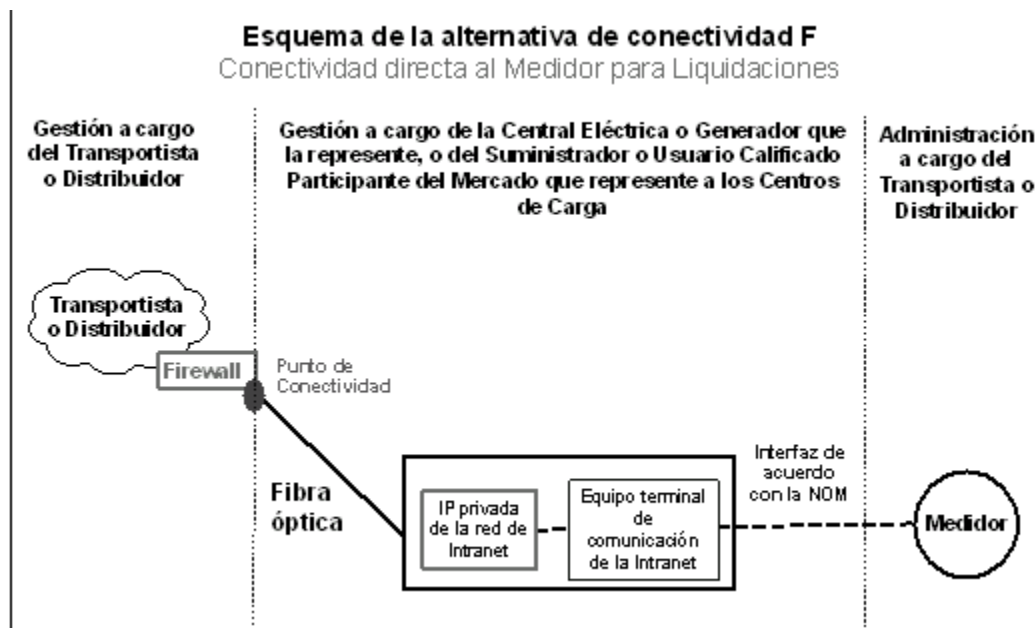 Esquema de la alternativa de conectividad F
Conectividad directa al Medidor para Liquidaciones
Gestión a cargo
del Transportista
o Distribuidor
Gestión a cargo de la Central Eléctrica o Generador que
la represente, o del Suministrador o Usuario Calificado
Participante del Mercado que represente a los Centros
de Carga
Administración
a cargo del
Transportista o
Distribuidor
Transportista
o Distribuidor
Firewall
Punto de
Conectividad
Fibra
óptica
IP privada
de la red de
Intranet
Equipo terminal
de
comunicación
de la Intranet
Interfaz de
acuerdo
con la NOM
Medidor